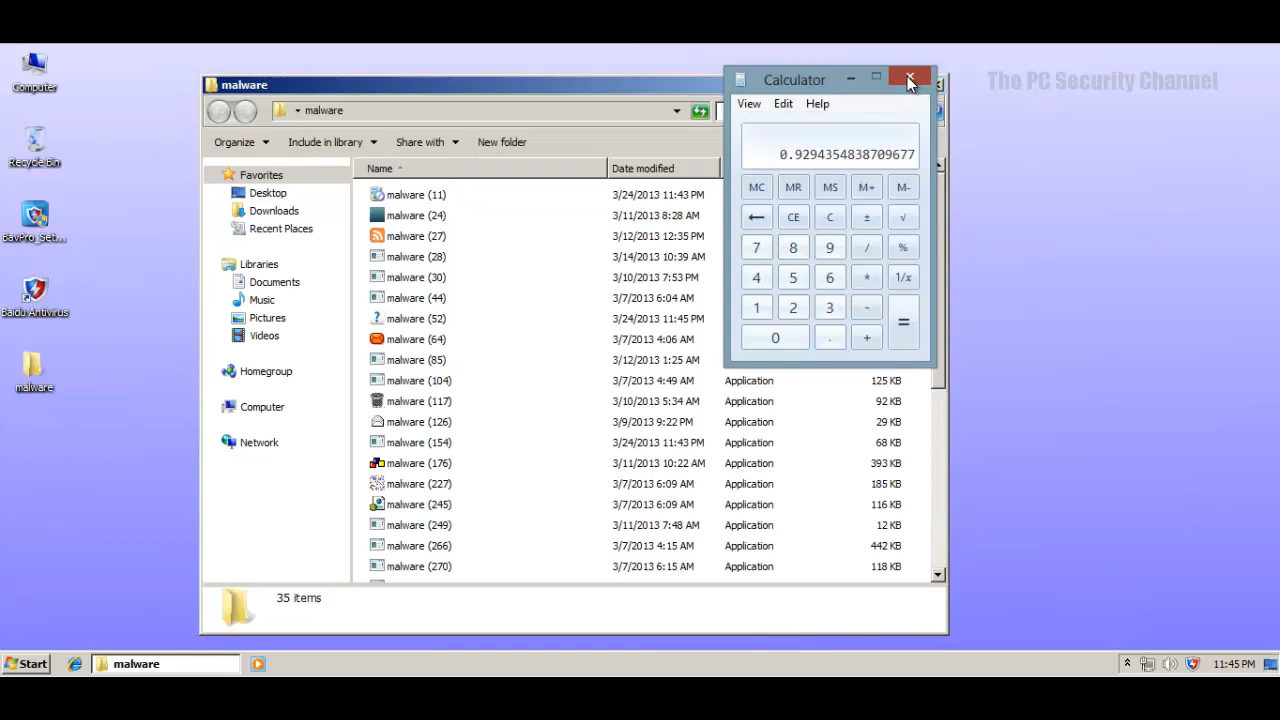 The PC Security Channel
Computer
Recycle Bin
BavPro_Set...
Baidu Antivirus
malware
malware
malware
Organize
Include in library
Share with
New folder
Favorites
Desktop
Downloads
Recent Places
Libraries
Documents
Music
Pictures
Videos
Homegroup
Computer
Network
Name Date modified
malware (11) 3/24/2013 11:43 PM
malware (24) 3/11/2013 8:28 AM
malware (27) 3/12/2013 12:35 PM
malware (28) 3/14/2013 10:39 AM
malware (30) 3/10/2013 7:53 PM
malware (44) 3/7/2013 6:04 AM
malware (52) 3/24/2013 11:45 PM
malware (64) 3/7/2013 4:06 AM
malware (85) 3/12/2013 1:25 AM
malware (104) 3/7/2013 4:49 AM Application 125 KB
malware (117) 3/10/2013 5:34 AM Application 92 KB
malware (126) 3/9/2013 9:22 PM Application 29 KB
malware (154) 3/24/2013 11:43 PM Application 68 KB
malware (176) 3/11/2013 10:22 AM Application 393 KB
malware (227) 3/7/2013 6:09 AM Application 185 KB
malware (245) 3/7/2013 6:09 AM Application 116 KB
malware (249) 3/11/2013 7:48 AM Application 12 KB
malware (266) 3/7/2013 4:15 AM Application 442 KB
malware (270) 3/7/2013 6:15 AM Application 118 KB
35 items
Calculator
View Edit Help
0.9294354838709677
MC MR MS M+ M-
← CE C ± √
7 8 9 / %
4 5 6 * 1/x
1 2 3 - =
0 . +
Start
malware
11:45 PM